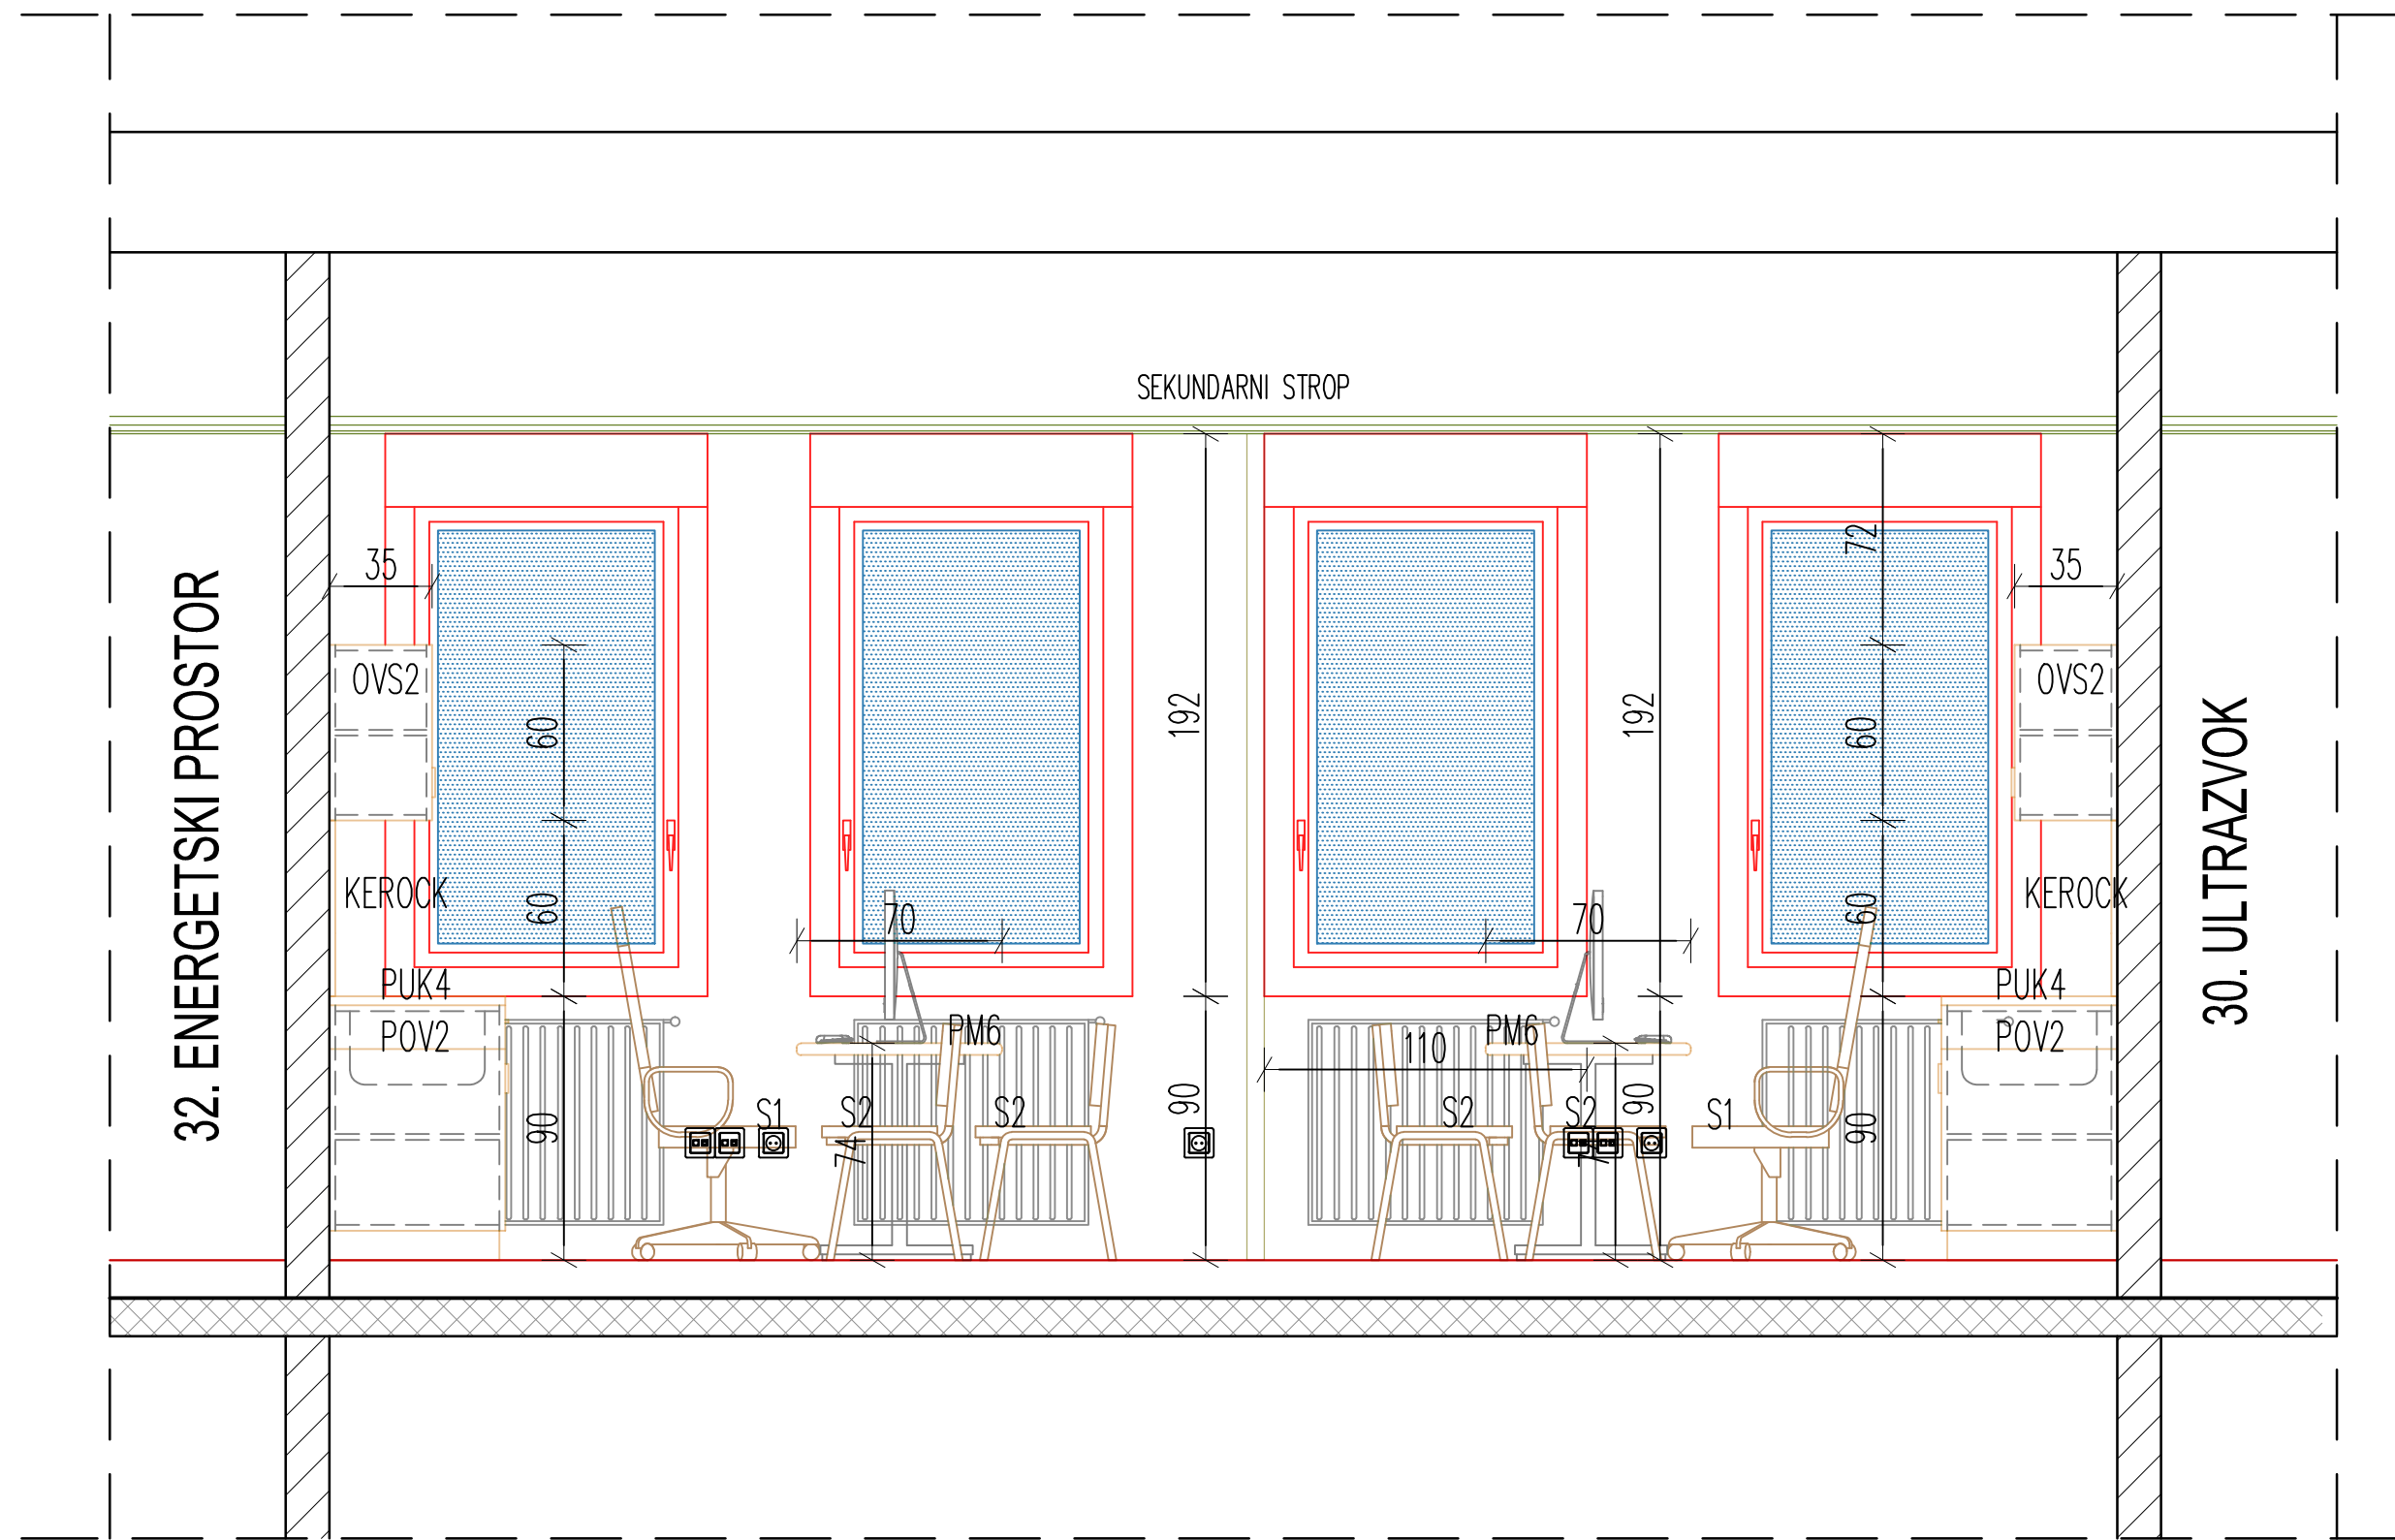 SEKUNDARNI STROP
72
35
35
OVS2
OVS2
32. ENERGETSKI PROSTOR
30. ULTRAZVOK
60
192
192
60
KEROCK
60
70
70
60
KEROCK
PUK4
PUK4
POV2
PM6
110
PM6
POV2
90
S1
S2
S2
90
S2
S2
90
S1
90
74
74